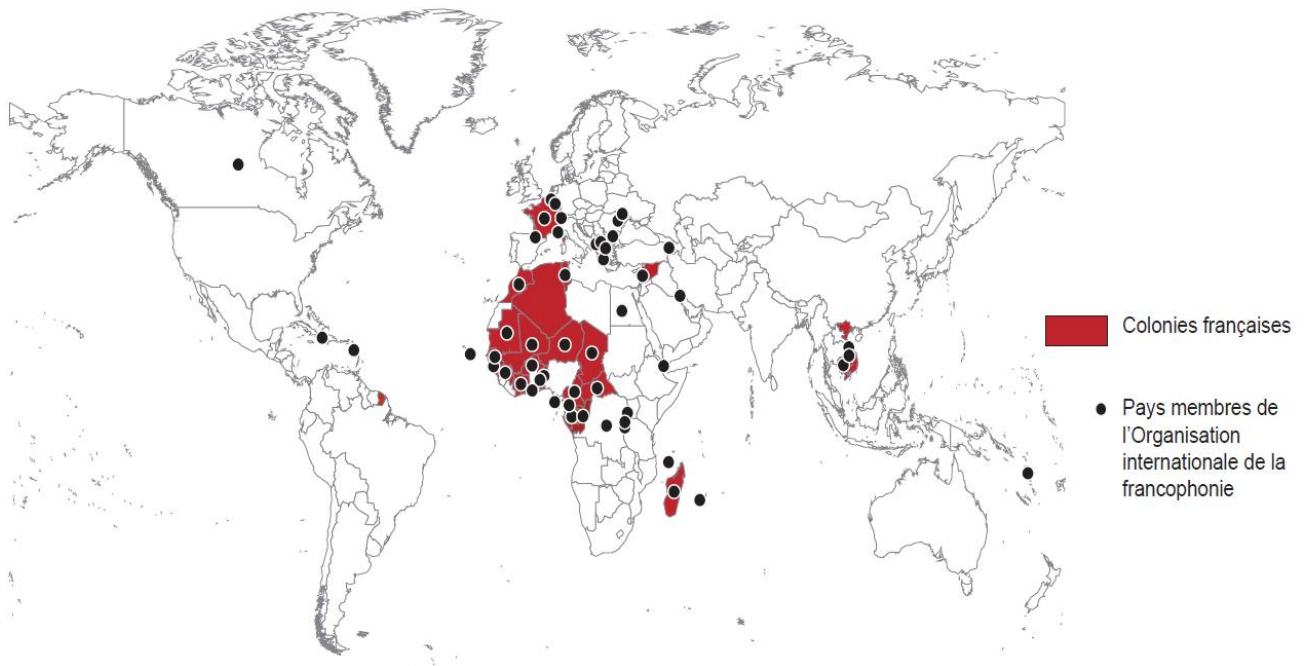 Colonies françaises
Pays membres de
l'Organisation
internationale de la
francophonie